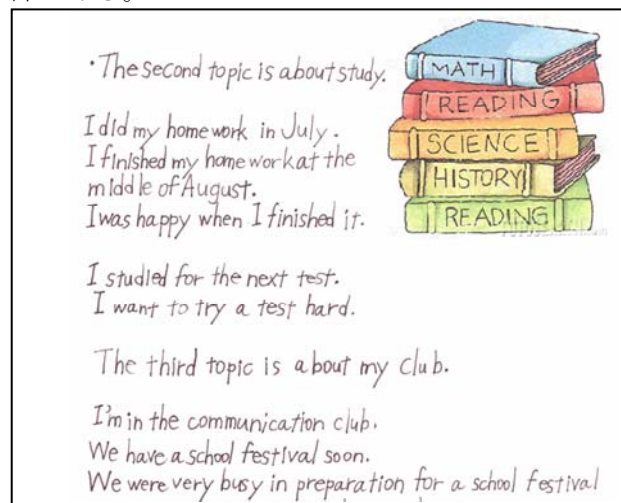 ·The second topic is about study.
I did my homework in July.
I finished my homework at the
middle of August.
I was happy when I finished it.
I studied for the next test.
I want to try a test hard.
The third topic is about my club.
I'm in the communication club.
We have a school festival soon.
We were very busy in preparation for a school festival
MATH
READING
SCIENCE
HISTORY
READING